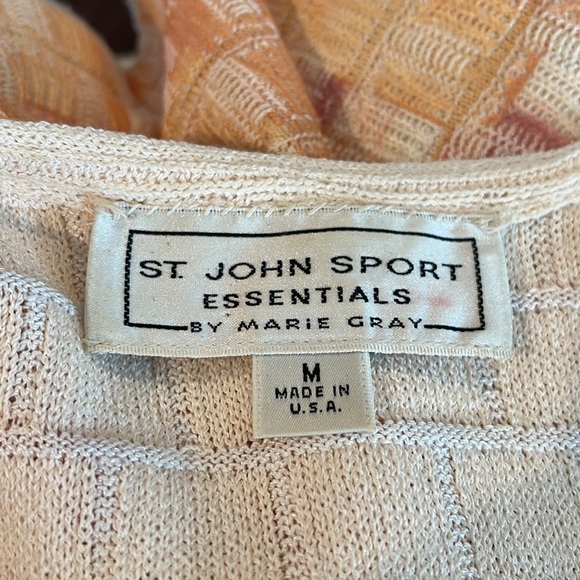 ST. JOHN SPORT
ESSENTIALS
BY MARIE GRAY
M
MADE IN
U.S.A.